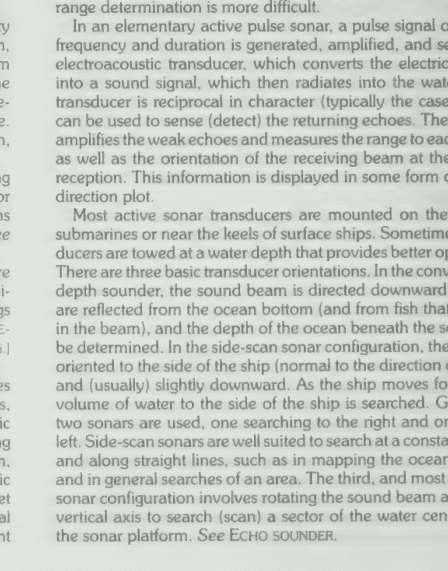 range determination is more difficult.
In an elementary active pulse sonar, a pulse signal o
frequency and duration is generated, amplified, and se
electroacoustic transducer, which converts the electric
into a sound signal, which then radiates into the wat
transducer is reciprocal in character (typically the case
can be used to sense (detect) the returning echoes. The
amplifies the weak echoes and measures the range to eac
as well as the orientation of the receiving beam at the
reception. This information is displayed in some form o
direction plot.
Most active sonar transducers are mounted on the
submarines or near the keels of surface ships. Sometime
ducers are towed at a water depth that provides better op
There are three basic transducer orientations. In the conv
depth sounder, the sound beam is directed downward
are reflected from the ocean bottom (and from fish that
in the beam), and the depth of the ocean beneath the s
be determined. In the side-scan sonar configuration, the
oriented to the side of the ship (normal to the direction
and (usually) slightly downward. As the ship moves fo
volume of water to the side of the ship is searched. G
two sonars are used, one searching to the right and on
left. Side-scan sonars are well suited to search at a consta
and along straight lines, such as in mapping the ocean
and in general searches of an area. The third, and most
sonar configuration involves rotating the sound beam a
vertical axis to search (scan) a sector of the water cen
the sonar platform. See ECHO SOUNDER.